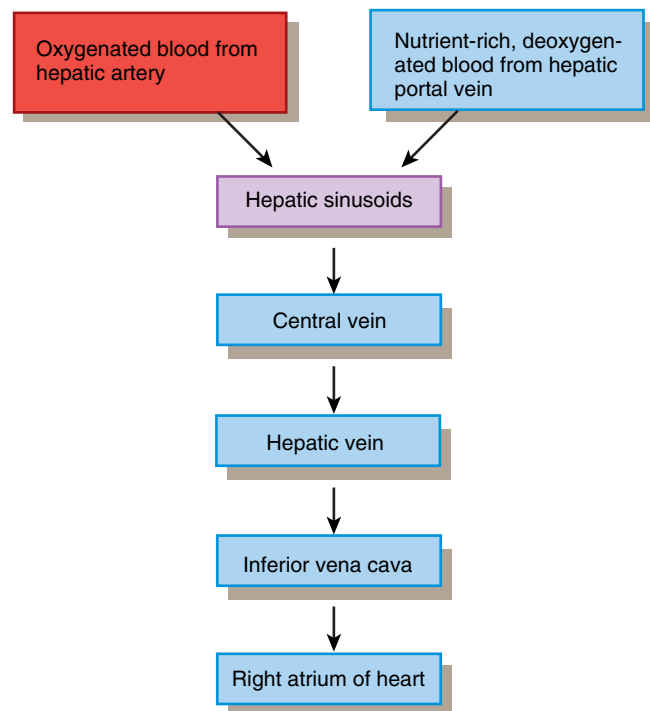 Oxygenated blood from
hepatic artery
Nutrient-rich, deoxygen-
ated blood from hepatic
portal vein
Hepatic sinusoids
Central vein
Hepatic vein
Inferior vena cava
Right atrium of heart